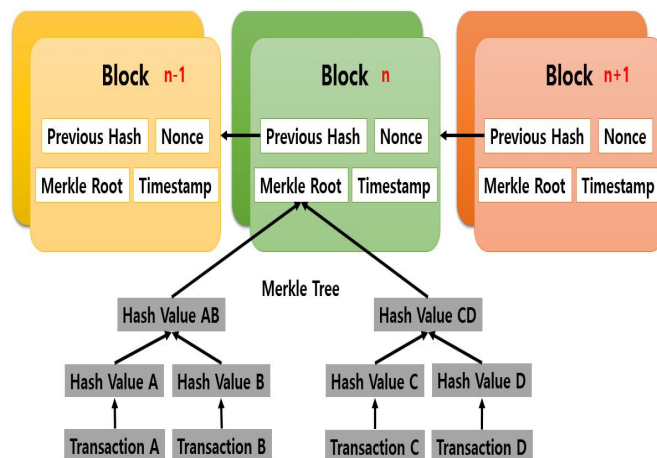 Block n-1
Previous Hash Nonce
Merkle Root Timestamp
Block n
Previous Hash Nonce
Merkle Root Timestamp
Block n+1
Previous Hash Nonce
Merkle Root Timestamp
Merkle Tree
Hash Value AB Hash Value CD
Hash Value A Hash Value B Hash Value C Hash Value D
Transaction A Transaction B Transaction C Transaction D